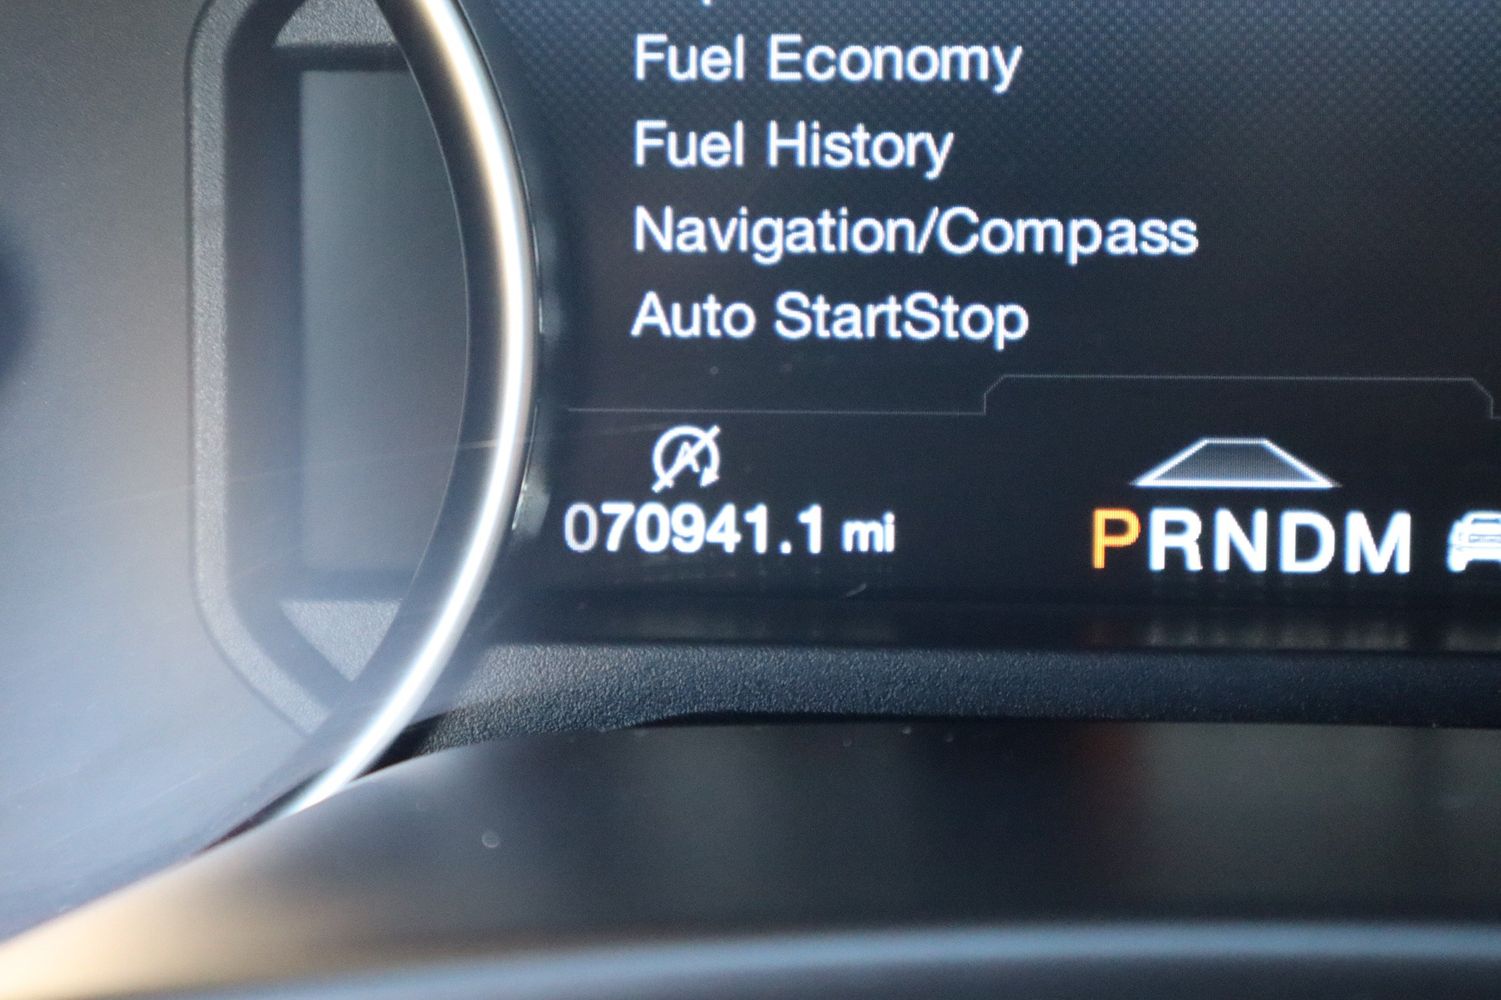 Fuel Economy
Fuel History
Navigation/Compass
Auto StartStop
A
070941.1 mi
PRNDM